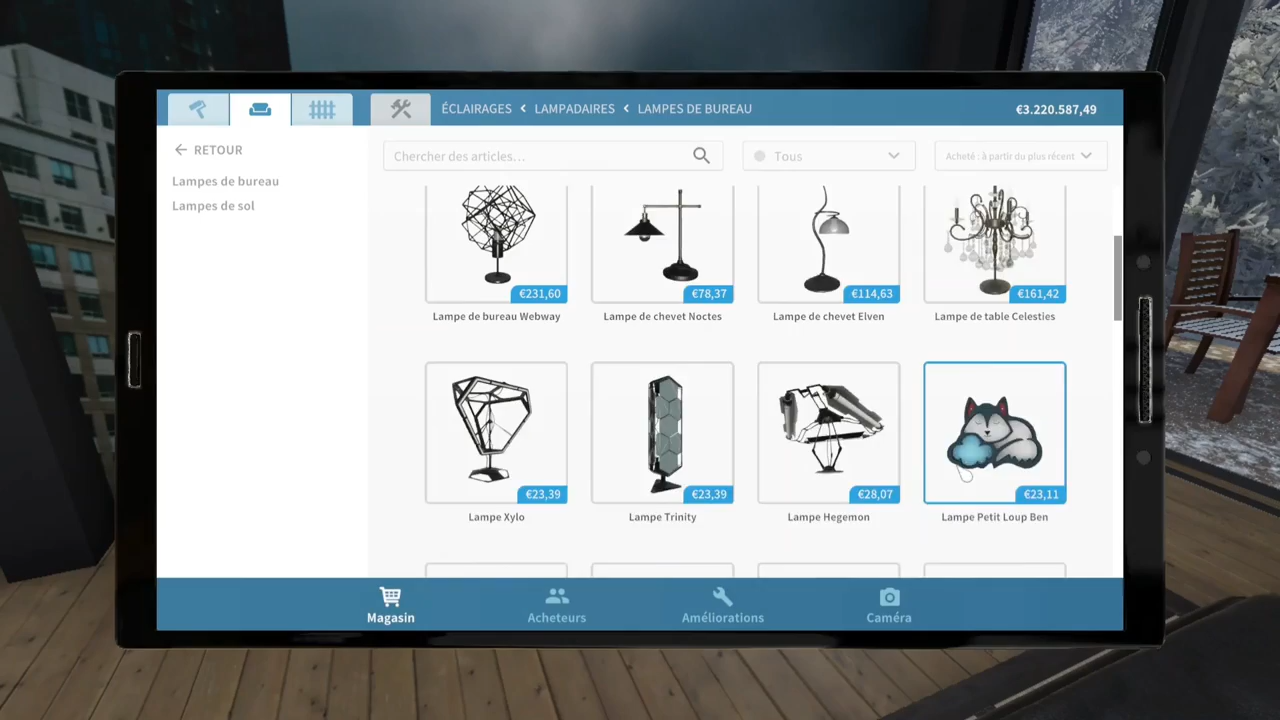 ÉCLAIRAGES < LAMPADAIRES < LAMPES DE BUREAU
€3.220.587,49
RETOUR
Lampes de bureau
Lampes de sol
Chercher des articles...
Tous
Acheté : à partir du plus récent
€231,60
€78,37
€114,63
€161,42
Lampe de bureau Webway
Lampe de chevet Noctes
Lampe de chevet Elven
Lampe de table Celesties
€23,39
€23,39
€28,07
€23,11
Lampe Xylo
Lampe Trinity
Lampe Hegemon
Lampe Petit Loup Ben
Magasin
Acheteurs
Améliorations
Caméra